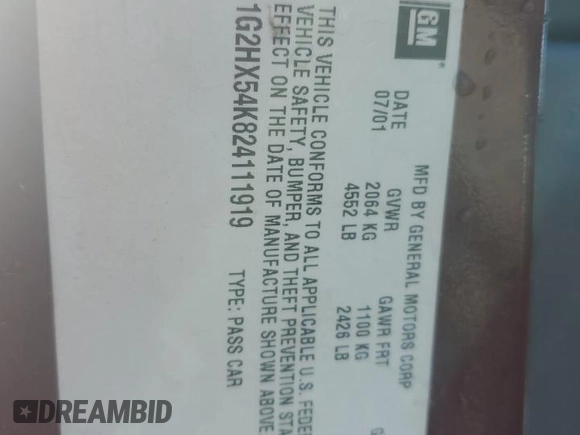 GM ®
MFD BY GENERAL MOTORS CORP
DATE GVWR GAWR FRT G
07/01 2064 KG 1100 KG
4552 LB 2426 LB
THIS VEHICLE CONFORMS TO ALL APPLICABLE U.S. FEDE
VEHICLE SAFETY, BUMPER, AND THEFT PREVENTION STA
EFFECT ON THE DATE OF MANUFACTURE SHOWN ABOVE
1G2HX54K824111919 TYPE: PASS CAR
DREAMBID